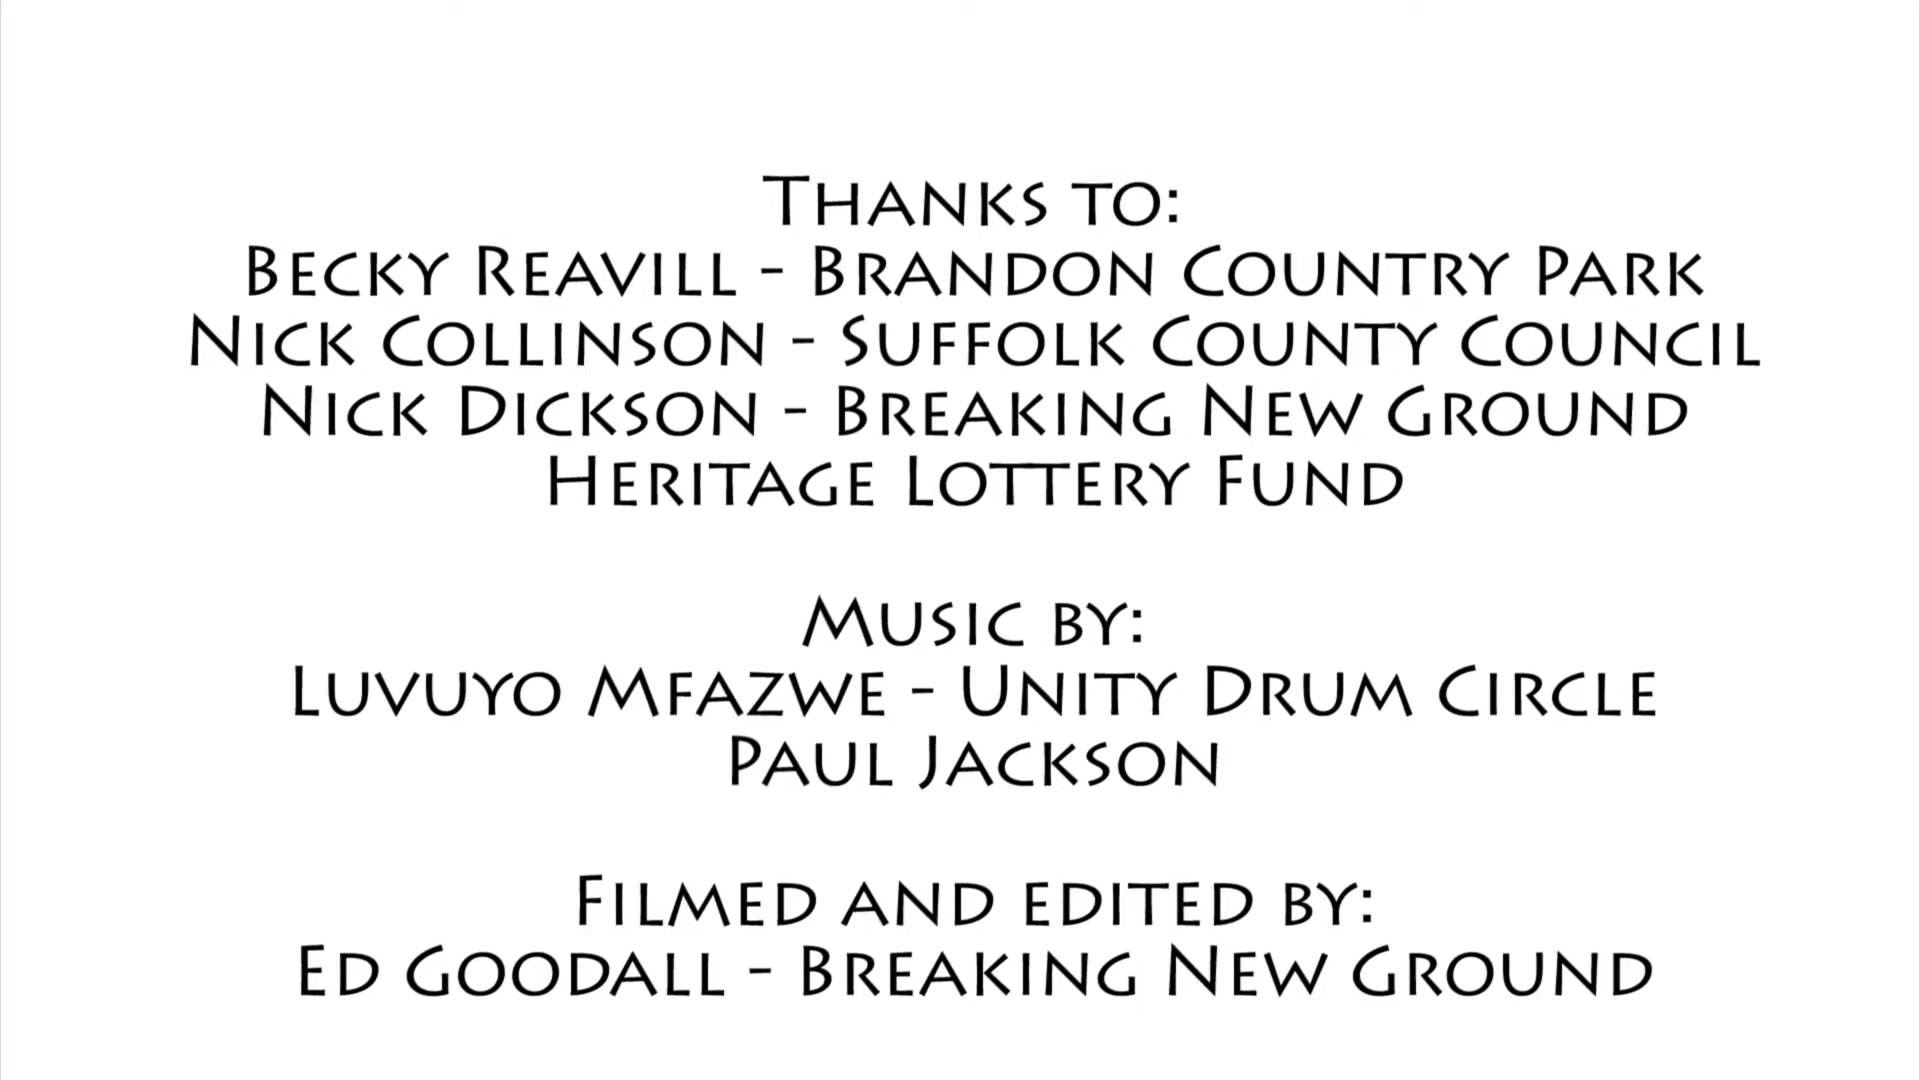 Thanks to:
Becky Reavill - Brandon Country Park
Nick Collinson - Suffolk County Council
Nick Dickson - Breaking New Ground
Heritage Lottery Fund
Music by:
Luvuyo Mfazwe - Unity Drum Circle
Paul Jackson
Filmed and edited by:
Ed Goodall - Breaking New Ground